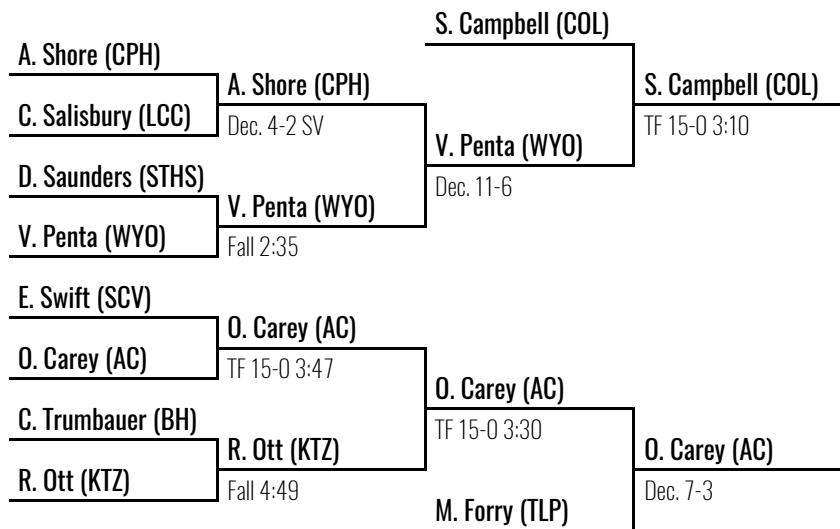 S. Campbell (COL)
A. Shore (CPH)
A. Shore (CPH)
S. Campbell (COL)
C. Salisbury (LCC)
Dec. 4-2 SV
TF 15-0 3:10
V. Penta (WYO)
D. Saunders (STHS)
Dec. 11-6
V. Penta (WYO)
V. Penta (WYO)
Fall 2:35
E. Swift (SCV)
O. Carey (AC)
O. Carey (AC)
TF 15-0 3:47
O. Carey (AC)
C. Trumbauer (BH)
TF 15-0 3:30
R. Ott (KTZ)
O. Carey (AC)
R. Ott (KTZ)
Fall 4:49
Dec. 7-3
M. Forry (TLP)